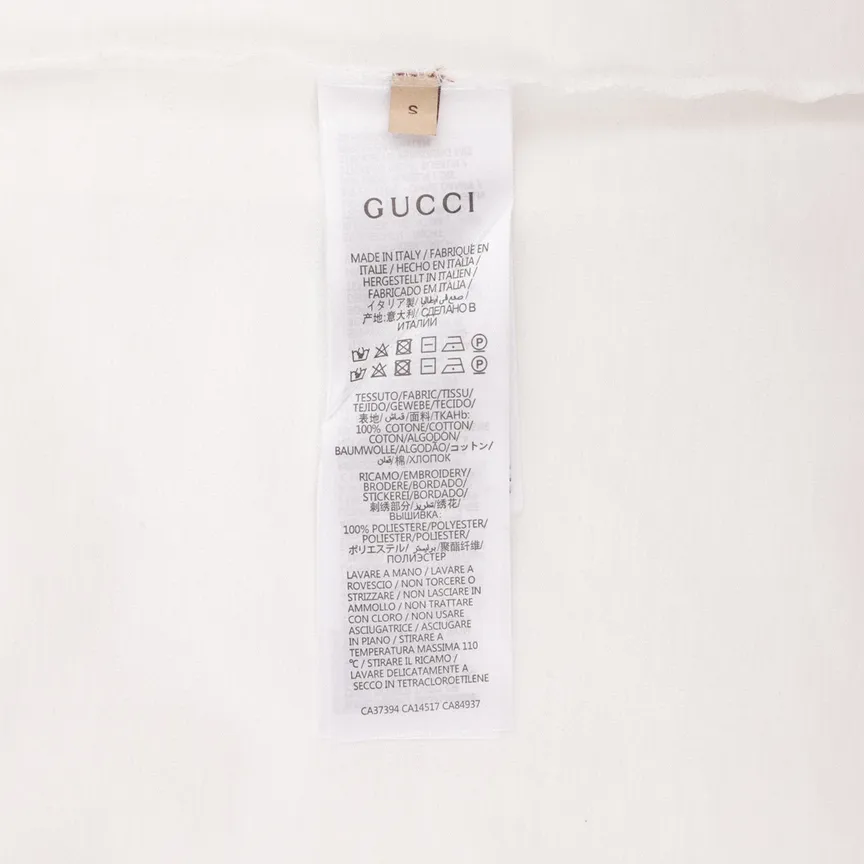 S
GUCCI
MADE IN ITALY / FABRIQUÉ EN
ITALIE / HECHO EN ITALIA /
HERGESTELLT IN ITALIEN /
FABRICADO EM ITALIA /
イタリア製/ صنع في إيطاليا /
产地:意大利/ СДЕЛАНО В
ИТАЛИИ
P
P
TESSUTO/FABRIC/TISSU/
TEJIDO/GEWEBE/TECIDO/
表地/ قماش /面料/ТКАНЬ:
100% COTONE/COTTON/
COTON/ALGODON/
BAUMWOLLE/ALGODÃO/コットン/
قطن /棉/ХЛОПОК
RICAMO/EMBROIDERY/
BRODERE/BORDADO/
STICKEREI/BORDADO/
刺绣部分/ تطريز /绣花/
ВЫШИВКА:
100% POLIESTERE/POLYESTER/
POLYESTER/POLIESTER/
ポリエステル/ بوليستر /聚酯纤维/
ПОЛИЭСТЕР
LAVARE A MANO / LAVARE A
ROVESCIO / NON TORCERE O
STRIZZARE / NON LASCIARE IN
AMMOLLO / NON TRATTARE
CON CLORO / NON USARE
ASCIUGATRICE / ASCIUGARE
IN PIANO / STIRARE A
TEMPERATURA MASSIMA 110
°C / STIRARE IL RICAMO /
LAVARE DELICATAMENTE A
SECCO IN TETRACLOROETILENE
CA37394 CA14517 CA84937